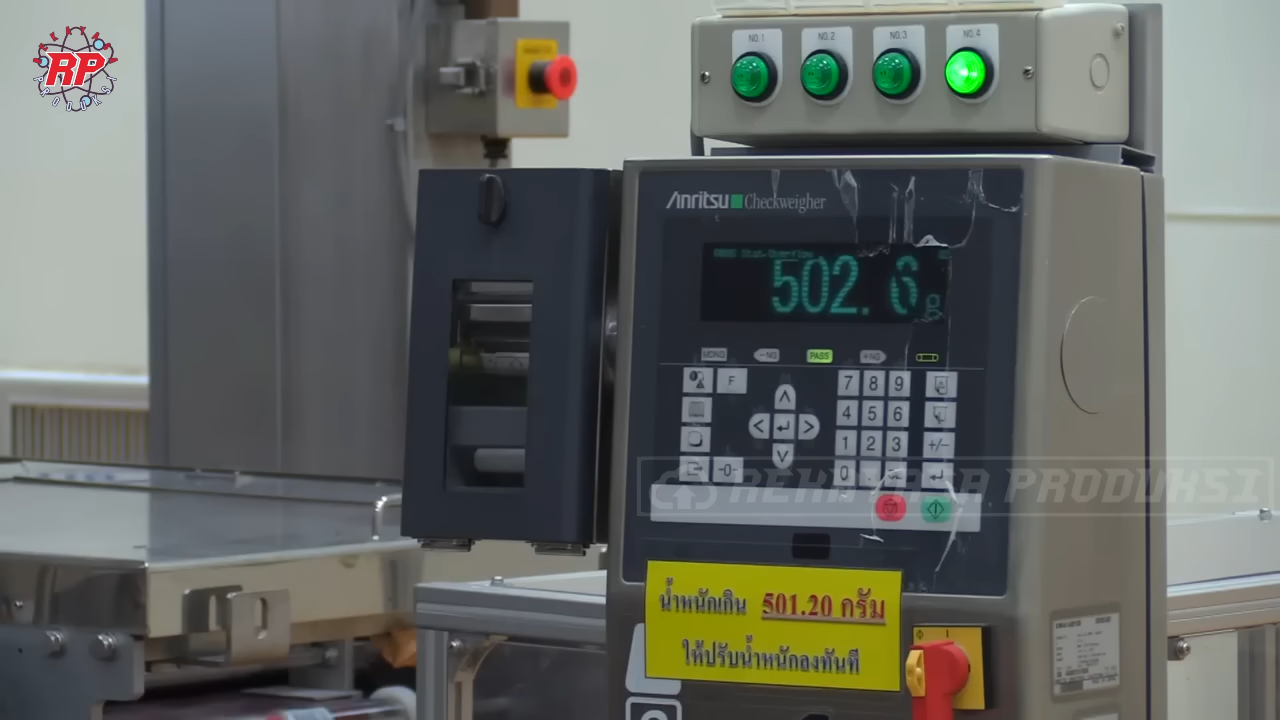 RP
NO.1
NO.2
NO.3
NO.4
Anritsu Checkweigher
502.6g
MONO
-NG
PASS
+NG
F
7 8 9
4 5 6
1 2 3
0
+/-
-0-
REKAYASA PRODUKSI
น้ำหนักเกิน 501.20 กรัม
ให้ปรับน้ำหนักลงทันที